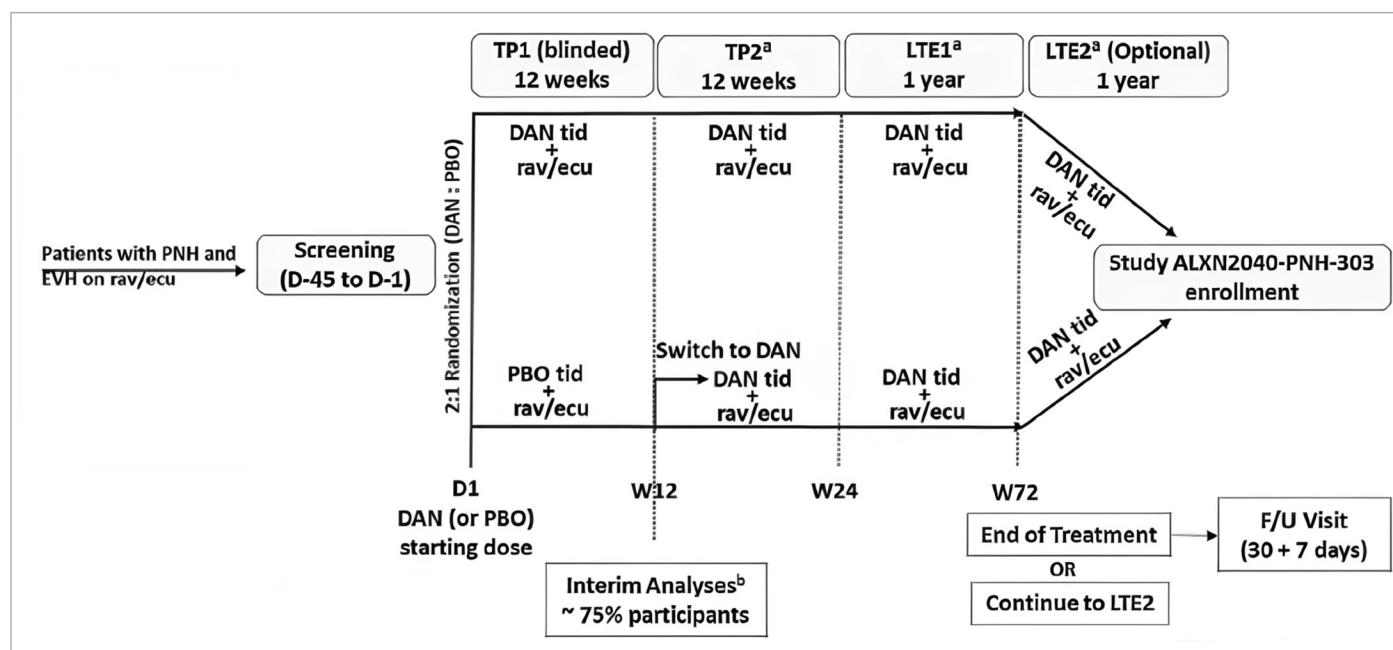 TP1 (blinded)
12 weeks
TP2a
12 weeks
LTE1a
1 year
LTE2a (Optional)
1 year
Patients with PNH and
EVH on rav/ecu
Screening
(D-45 to D-1)
2:1 Randomization (DAN : PBO)
DAN tid
+
rav/ecu
DAN tid
+
rav/ecu
DAN tid
+
rav/ecu
DAN tid
+
rav/ecu
Study ALXN2040-PNH-303
enrollment
PBO tid
+
rav/ecu
Switch to DAN
DAN tid
+
rav/ecu
DAN tid
+
rav/ecu
DAN tid
+
rav/ecu
D1
DAN (or PBO)
starting dose
W12
W24
W72
Interim Analysesb
~ 75% participants
End of Treatment
OR
Continue to LTE2
F/U Visit
(30 + 7 days)